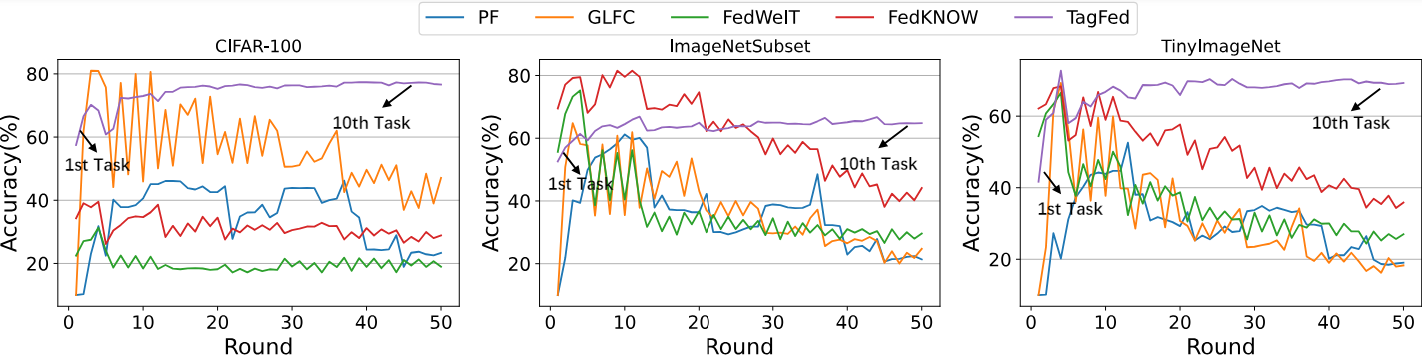 PF GLFC FedWeIT FedKNOW TagFed
CIFAR-100
Accuracy(%)
80
60
40
20
0 10 20 30 40 50
Round
1st Task
10th Task
ImageNetSubset
Accuracy(%)
80
60
40
20
0 10 20 30 40 50
Round
1st Task
10th Task
TinyImageNet
Accuracy(%)
60
40
20
0 10 20 30 40 50
Round
1st Task
10th Task